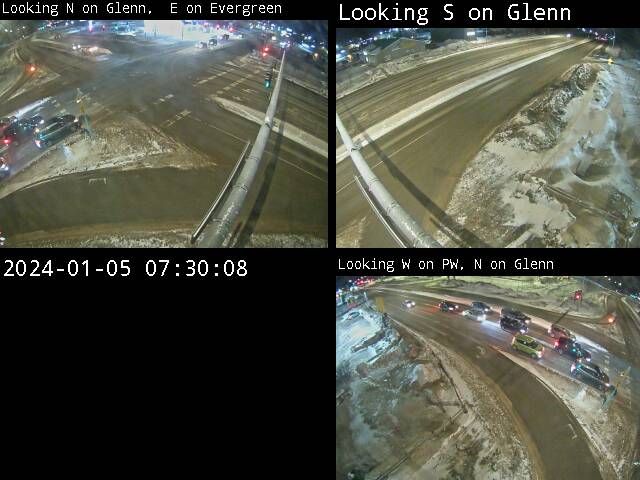 Looking N on Glenn,  E on Evergreen
Looking S on Glenn
2024-01-05 07:30:08
Looking W on PW, N on Glenn